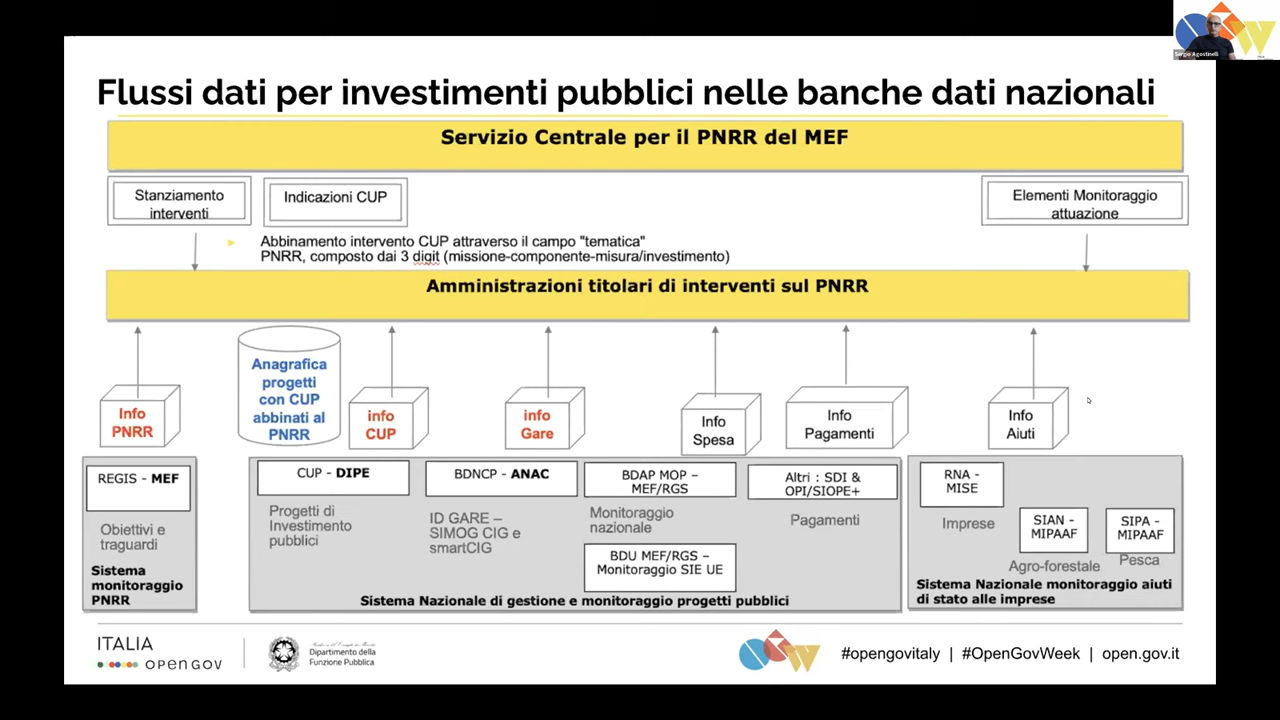 Sergio Agostinelli
Flussi dati per investimenti pubblici nelle banche dati nazionali
Servizio Centrale per il PNRR del MEF
Stanziamento
interventi
Indicazioni CUP
Elementi Monitoraggio
attuazione
Abbinamento intervento CUP attraverso il campo "tematica"
PNRR, composto dai 3 digit (missione-componente-misura/investimento)
Amministrazioni titolari di interventi sul PNRR
Info
PNRR
Anagrafica
progetti
con CUP
abbinati al
PNRR
info
CUP
info
Gare
Info
Spesa
Info
Pagamenti
Info
Aiuti
REGIS - MEF
Obiettivi e
traguardi
Sistema
monitoraggio
PNRR
CUP - DIPE
Progetti di
Investimento
pubblici
BDNCP - ANAC
ID GARE –
SIMOG CIG e
smartCIG
BDAP MOP –
MEF/RGS
Monitoraggio
nazionale
BDU MEF/RGS –
Monitoraggio SIE UE
Altri : SDI &
OPI/SIOPE+
Pagamenti
Sistema Nazionale di gestione e monitoraggio progetti pubblici
RNA -
MISE
Imprese
SIAN -
MIPAAF
Agro-forestale
SIPA -
MIPAAF
Pesca
Sistema Nazionale monitoraggio aiuti
di stato alle imprese
ITALIA
OPEN GOV
Dipartimento della
Funzione Pubblica
#opengovitaly | #OpenGovWeek | open.gov.it